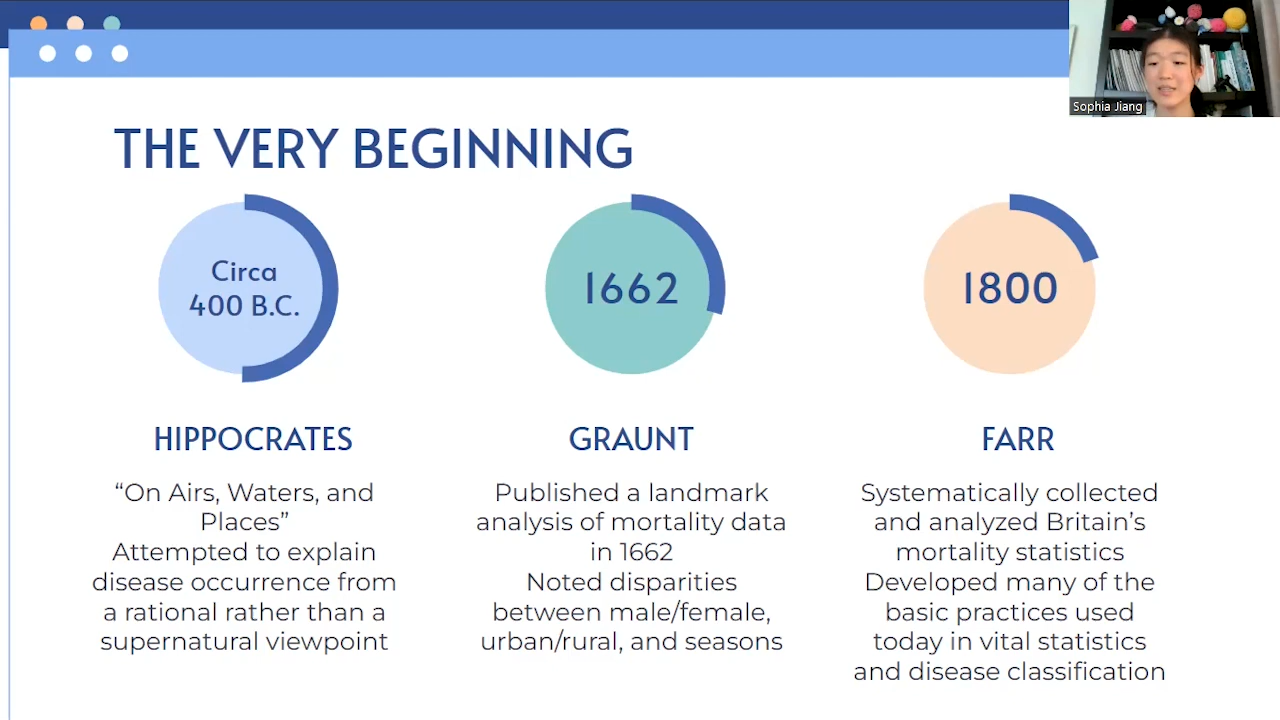 Sophia Jiang
THE VERY BEGINNING
Circa
400 B.C.
HIPPOCRATES
“On Airs, Waters, and
Places”
Attempted to explain
disease occurrence from
a rational rather than a
supernatural viewpoint
1662
GRAUNT
Published a landmark
analysis of mortality data
in 1662
Noted disparities
between male/female,
urban/rural, and seasons
1800
FARR
Systematically collected
and analyzed Britain’s
mortality statistics
Developed many of the
basic practices used
today in vital statistics
and disease classification